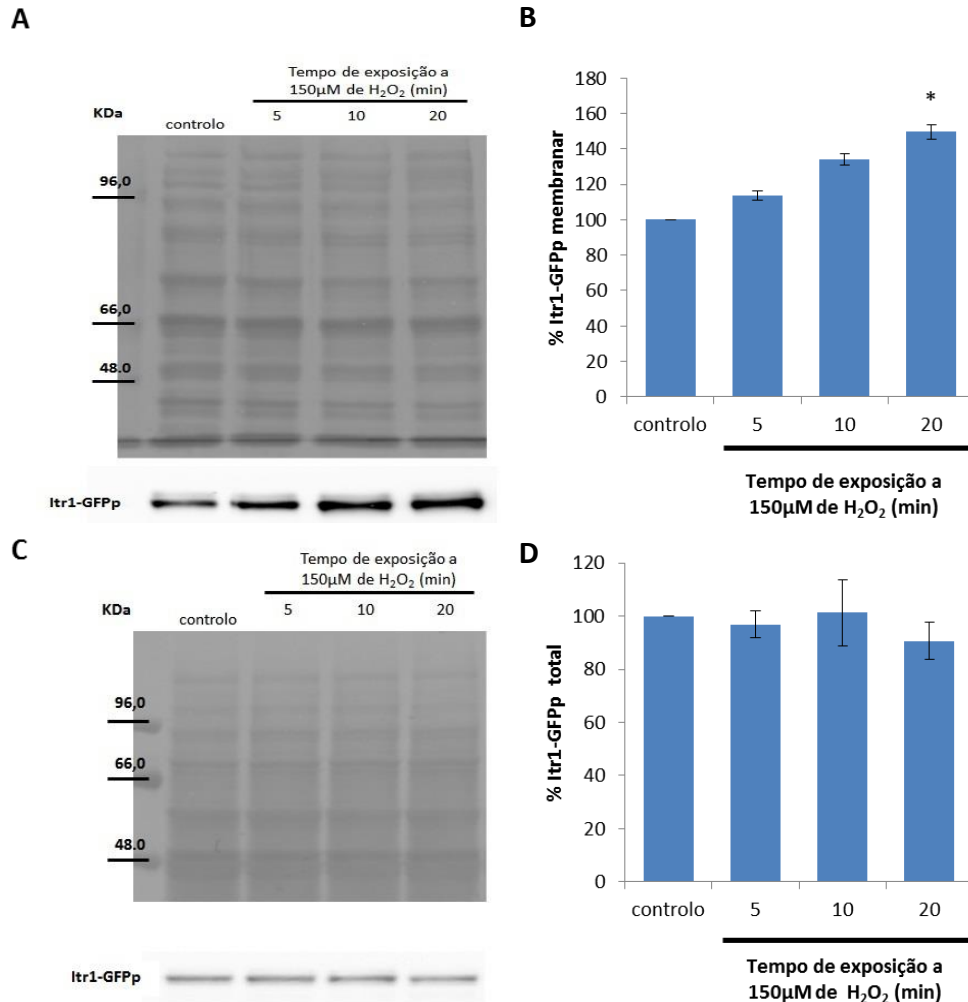 A
Tempo de exposição a
150µM de H₂O₂ (min)
KDa
controlo 5 10 20
96,0
66,0
48.0
Itr1-GFPp
B
% Itr1-GFPp membranar
180
160
140
120
100
80
60
40
20
0
*
controlo 5 10 20
Tempo de exposição a
150µM de H₂O₂ (min)
C
Tempo de exposição a
150µM de H₂O₂ (min)
KDa
controlo 5 10 20
96,0
66,0
48.0
Itr1-GFPp
D
% Itr1-GFPp total
120
100
80
60
40
20
0
controlo 5 10 20
Tempo de exposição a
150µM de H₂O₂ (min)